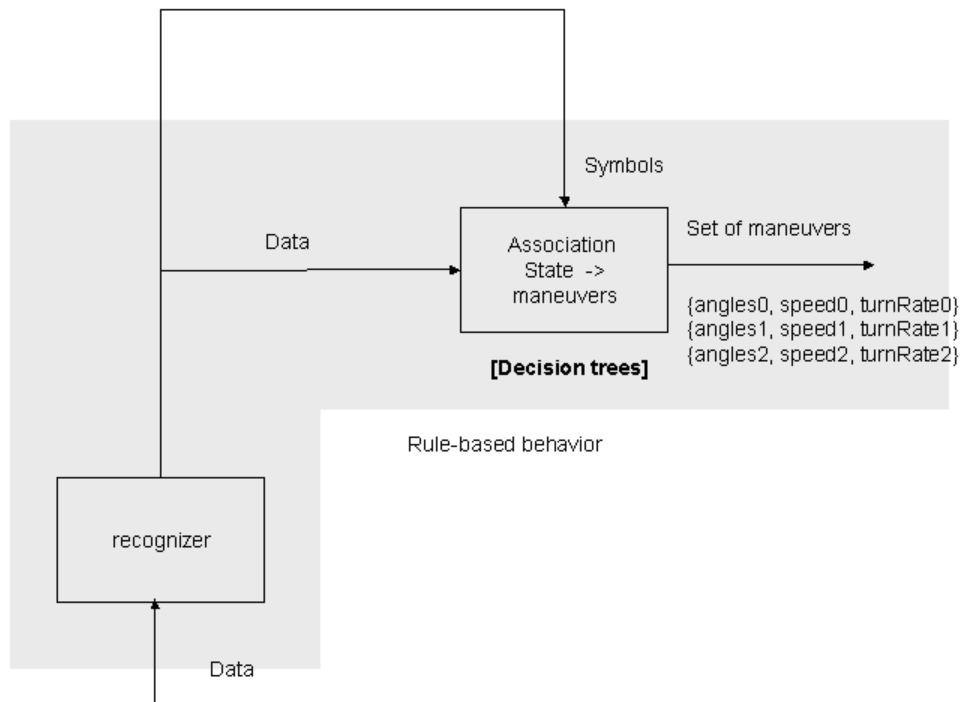 Symbols
Data
Set of maneuvers
Association
State ->
maneuvers
{angles0, speed0, turnRate0}
{angles1, speed1, turnRate1}
{angles2, speed2, turnRate2}
[Decision trees]
Rule-based behavior
recognizer
Data